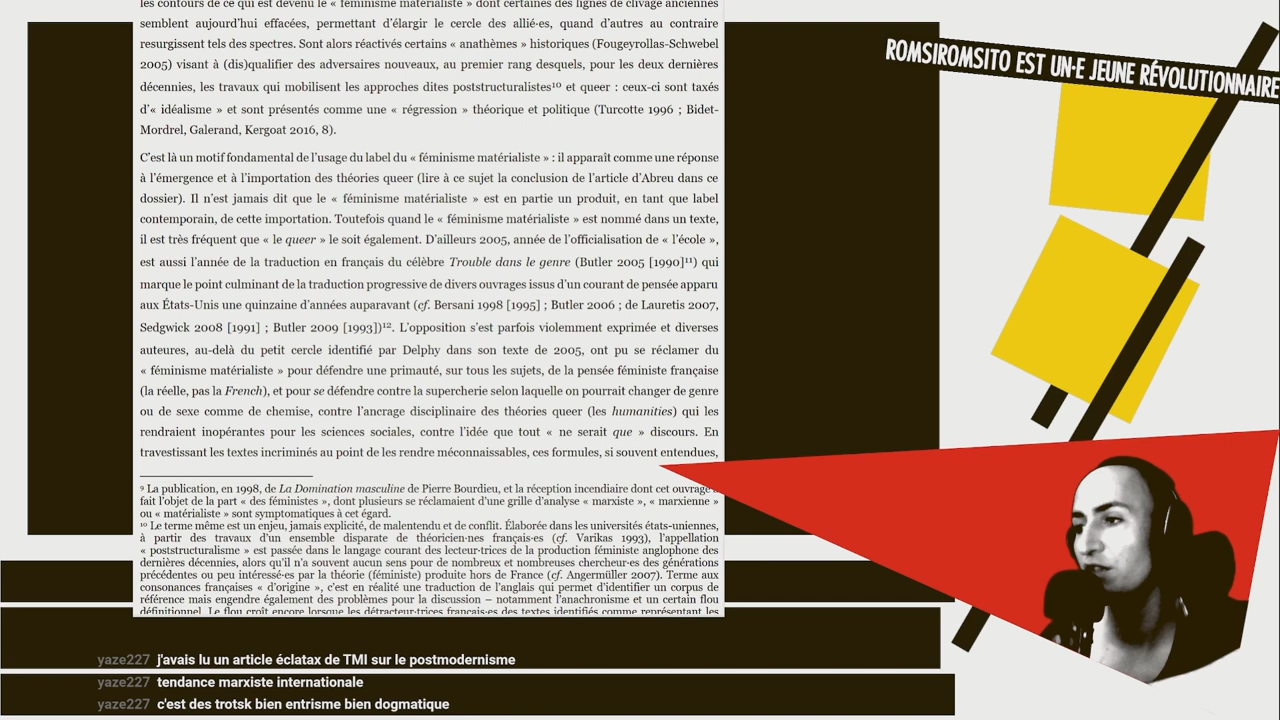 les contours de ce qui est devenu le « féminisme matérialiste » dont certaines des lignes de clivage anciennes
semblent aujourd'hui effacées, permettant d'élargir le cercle des allié·es, quand d'autres au contraire
resurgissent tels des spectres. Sont alors réactivés certains « anathèmes » historiques (Fougeyrollas-Schwebel
2005) visant à (dis)qualifier des adversaires nouveaux, au premier rang desquels, pour les deux dernières
décennies, les travaux qui mobilisent les approches dites poststructuralistes¹⁰ et queer : ceux-ci sont taxés
d'« idéalisme » et sont présentés comme une « régression » théorique et politique (Turcotte 1996 ; Bidet-
Mordrel, Galerand, Kergoat 2016, 8).
C'est là un motif fondamental de l'usage du label du « féminisme matérialiste » : il apparaît comme une réponse
à l'émergence et à l'importation des théories queer (lire à ce sujet la conclusion de l'article d'Abreu dans ce
dossier). Il n'est jamais dit que le « féminisme matérialiste » est en partie un produit, en tant que label
contemporain, de cette importation. Toutefois quand le « féminisme matérialiste » est nommé dans un texte,
il est très fréquent que « le queer » le soit également. D'ailleurs 2005, année de l'officialisation de « l'école »,
est aussi l'année de la traduction en français du célèbre Trouble dans le genre (Butler 2005 [1990]¹¹) qui
marque le point culminant de la traduction progressive de divers ouvrages issus d'un courant de pensée apparu
aux États-Unis une quinzaine d'années auparavant (cf. Bersani 1998 [1995] ; Butler 2006 ; de Lauretis 2007,
Sedgwick 2008 [1991] ; Butler 2009 [1993])¹². L'opposition s'est parfois violemment exprimée et diverses
auteures, au-delà du petit cercle identifié par Delphy dans son texte de 2005, ont pu se réclamer du
« féminisme matérialiste » pour défendre une primauté, sur tous les sujets, de la pensée féministe française
(la réelle, pas la French), et pour se défendre contre la supercherie selon laquelle on pourrait changer de genre
ou de sexe comme de chemise, contre l'ancrage disciplinaire des théories queer (les humanities) qui les
rendraient inopérantes pour les sciences sociales, contre l'idée que tout « ne serait que » discours. En
travestissant les textes incriminés au point de les rendre méconnaissables, ces formules, si souvent entendues,
⁹ La publication, en 1998, de La Domination masculine de Pierre Bourdieu, et la réception incendiaire dont cet ouvrage a
fait l'objet de la part « des féministes », dont plusieurs se réclamaient d'une grille d'analyse « marxiste », « marxienne »
ou « matérialiste » sont symptomatiques à cet égard.
¹⁰ Le terme même est un enjeu, jamais explicité, de malentendu et de conflit. Élaborée dans les universités états-uniennes,
à partir des travaux d'un ensemble disparate de théoricien·nes français·es (cf. Varikas 1993), l'appellation
« poststructuralisme » est passée dans le langage courant des lecteur·trices de la production féministe anglophone des
dernières décennies, alors qu'il n'a souvent aucun sens pour de nombreux et nombreuses chercheur·es des générations
précédentes ou peu intéressé·es par la théorie (féministe) produite hors de France (cf. Angermüller 2007). Terme aux
consonances françaises « d'origine », c'est en réalité une traduction de l'anglais qui permet d'identifier un corpus de
référence mais engendre également des problèmes pour la discussion – notamment l'anachronisme et un certain flou
définitionnel. Le flou croît encore lorsque les détracteur·trices français·es des textes identifiés comme représentant les
ROMSIROMSITO EST UN·E JEUNE RÉVOLUTIONNAIRE
yaze227 j'avais lu un article éclatax de TMI sur le postmodernisme
yaze227 tendance marxiste internationale
yaze227 c'est des trotsk bien entrisme bien dogmatique